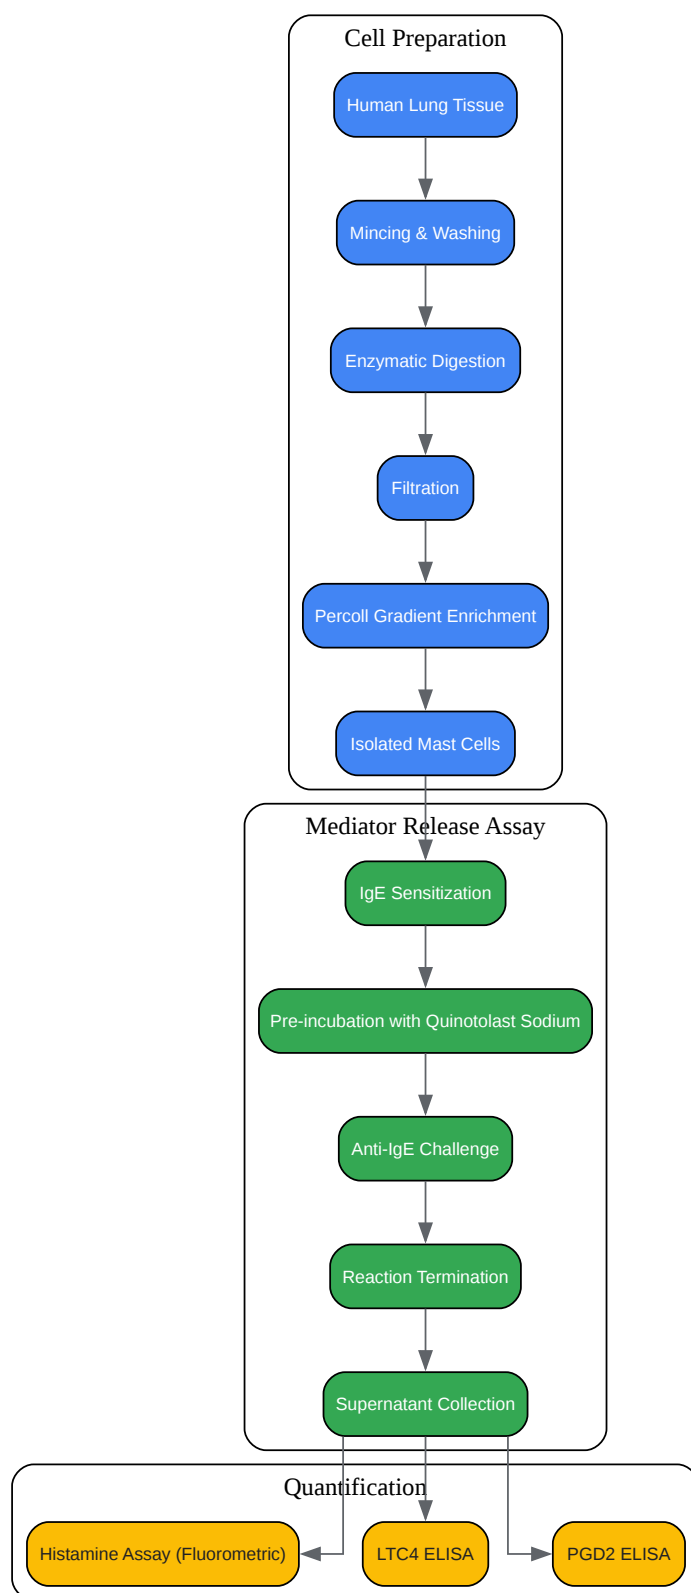 Cell Preparation
Human Lung Tissue
Mincing & Washing
Enzymatic Digestion
Filtration
Percoll Gradient Enrichment
Isolated Mast Cells
Mediator Release Assay
IgE Sensitization
Pre-incubation with Quinotolast Sodium
Anti-IgE Challenge
Reaction Termination
Supernatant Collection
Quantification
Histamine Assay (Fluorometric)
LTC4 ELISA
PGD2 ELISA